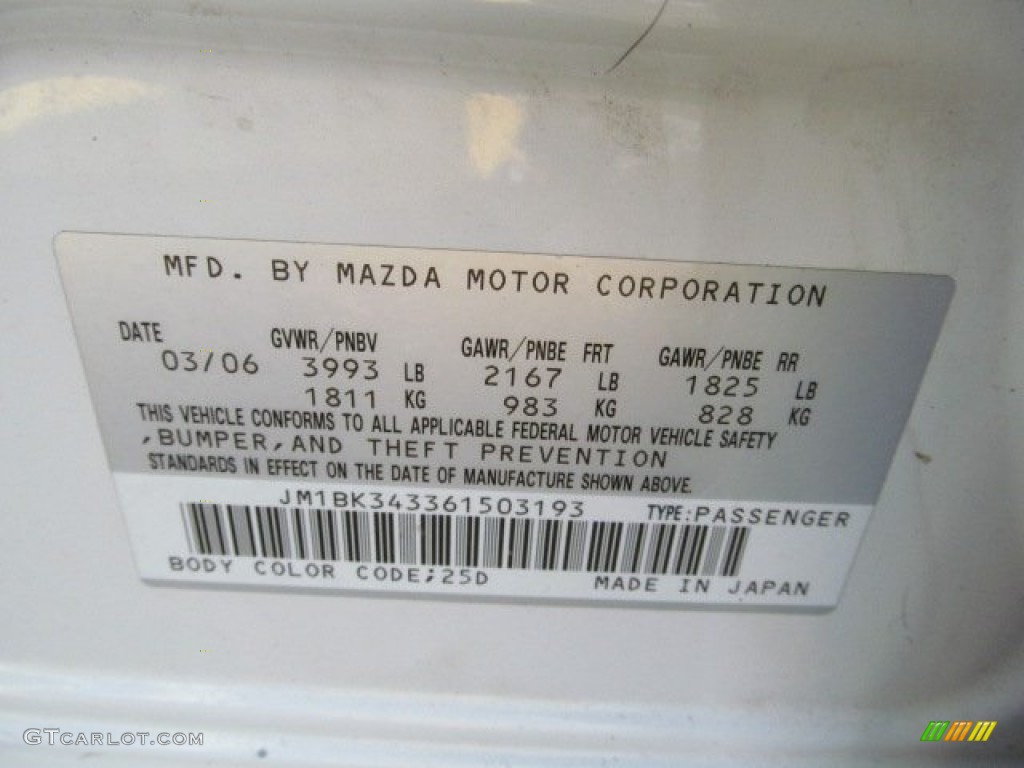 MFD. BY MAZDA MOTOR CORPORATION
DATE GVWR/PNBV GAWR/PNBE FRT GAWR/PNBE RR
03/06 3993 LB 2167 LB 1825 LB
1811 KG 983 KG 828 KG
THIS VEHICLE CONFORMS TO ALL APPLICABLE FEDERAL MOTOR VEHICLE SAFETY
,BUMPER,AND THEFT PREVENTION
STANDARDS IN EFFECT ON THE DATE OF MANUFACTURE SHOWN ABOVE.
JM1BK343361503193 TYPE:PASSENGER
BODY COLOR CODE;25D MADE IN JAPAN
GTCARLOT.COM